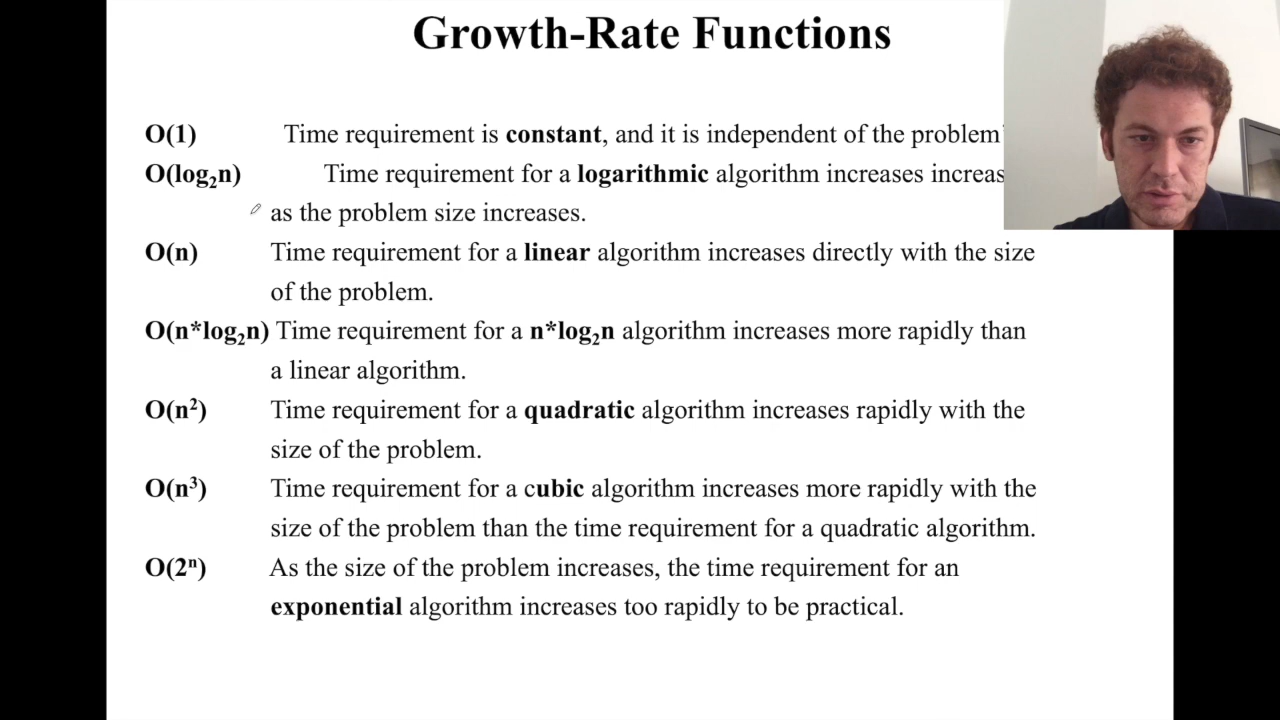 Growth-Rate Functions
O(1) Time requirement is constant, and it is independent of the problem
O(log₂n) Time requirement for a logarithmic algorithm increases
as the problem size increases.
O(n) Time requirement for a linear algorithm increases directly with the size
of the problem.
O(n*log₂n) Time requirement for a n*log₂n algorithm increases more rapidly than
a linear algorithm.
O(n²) Time requirement for a quadratic algorithm increases rapidly with the
size of the problem.
O(n³) Time requirement for a cubic algorithm increases more rapidly with the
size of the problem than the time requirement for a quadratic algorithm.
O(2ⁿ) As the size of the problem increases, the time requirement for an
exponential algorithm increases too rapidly to be practical.